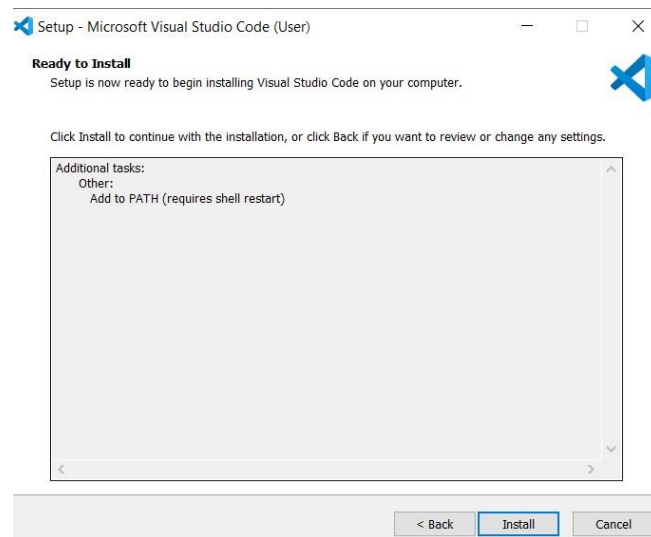 Setup - Microsoft Visual Studio Code (User)
Ready to Install
Setup is now ready to begin installing Visual Studio Code on your computer.
Click Install to continue with the installation, or click Back if you want to review or change any settings.
Additional tasks:
Other:
Add to PATH (requires shell restart)
< Back
Install
Cancel